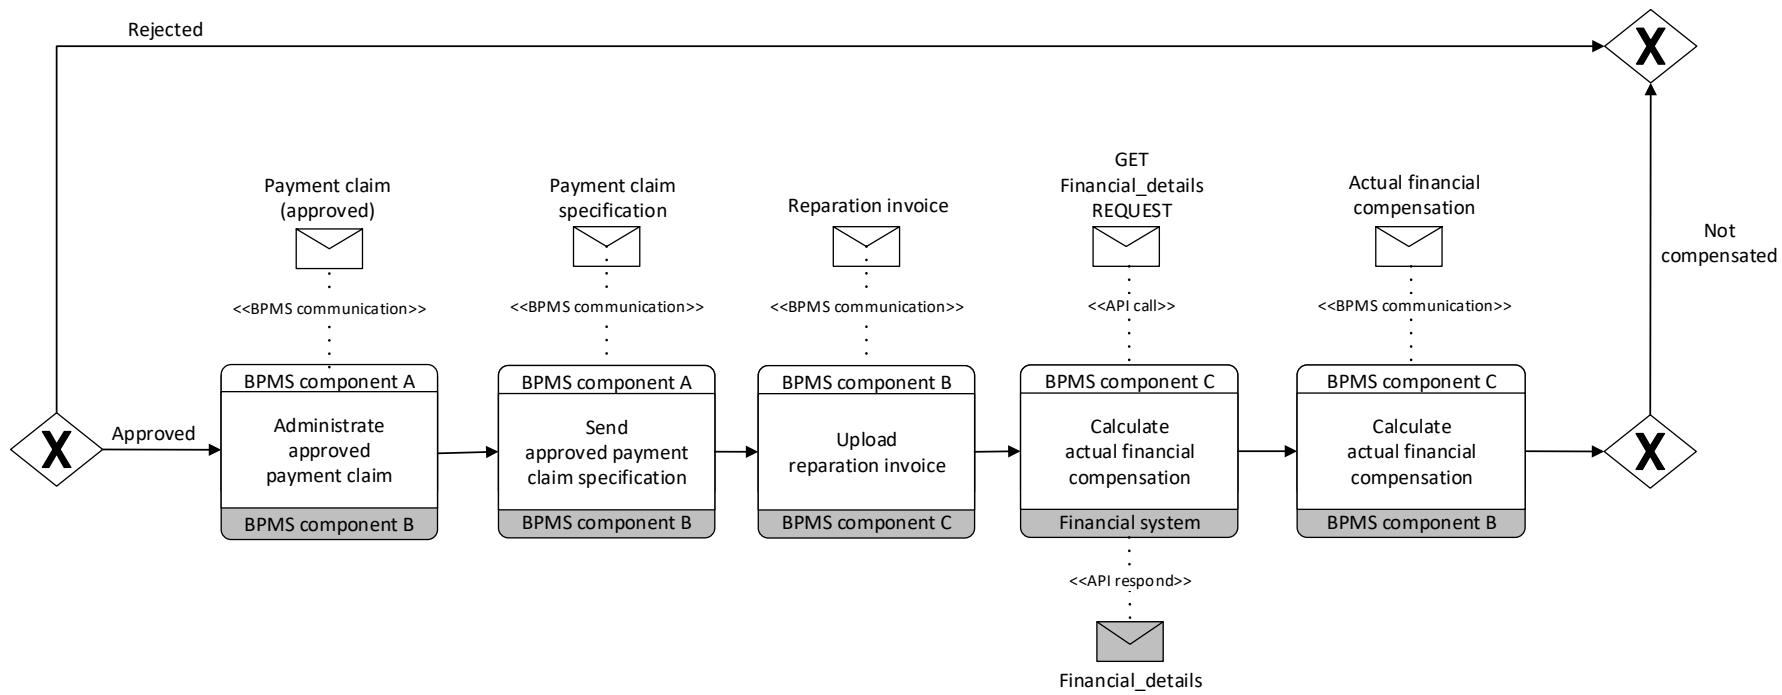 Rejected
X
Payment claim
(approved)
Payment claim
specification
Reparation invoice
GET
Financial_details
REQUEST
Actual financial
compensation
Not
compensated
<<BPMS communication>>
<<BPMS communication>>
<<BPMS communication>>
<<API call>>
<<BPMS communication>>
X
Approved
BPMS component A
Administrate
approved
payment claim
BPMS component B
BPMS component A
Send
approved payment
claim specification
BPMS component B
BPMS component B
Upload
reparation invoice
BPMS component C
BPMS component C
Calculate
actual financial
compensation
Financial system
BPMS component C
Calculate
actual financial
compensation
BPMS component B
X
<<API respond>>
Financial_details